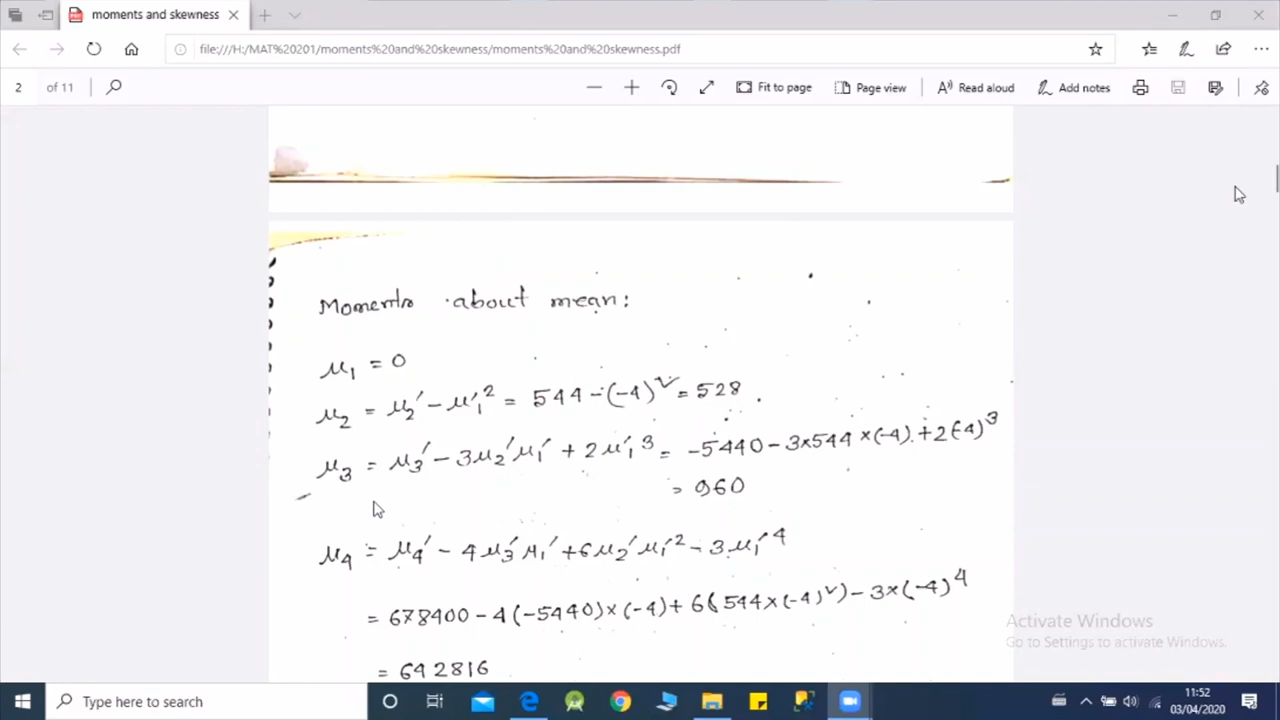 moments and skewness
file:///H:/MAT%20201/moments%20and%20skewness/moments%20and%20skewness.pdf
2 of 11
Fit to page
Page view
Read aloud
Add notes
Moments about mean:
μ₁ = 0
μ₂ = μ₂′ − μ₁′² = 544 − (−4)² = 528
μ₃ = μ₃′ − 3μ₂′μ₁′ + 2μ₁′³ = −5440 − 3×544×(−4) + 2(−4)³
= 960
μ₄ = μ₄′ − 4μ₃′μ₁′ + 6μ₂′μ₁′² − 3μ₁′⁴
= 678400 − 4(−5440)×(−4) + 6(544×(−4)²) − 3×(−4)⁴
= 642816
Activate Windows
Go to Settings to activate Windows.
Type here to search
11:52
03/04/2020